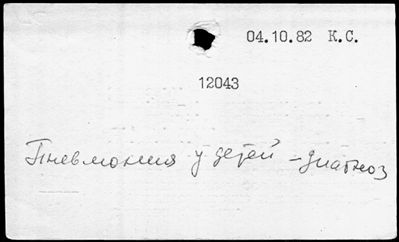 04.10.82 К.С.
12043
Пневмония у детей – диагноз